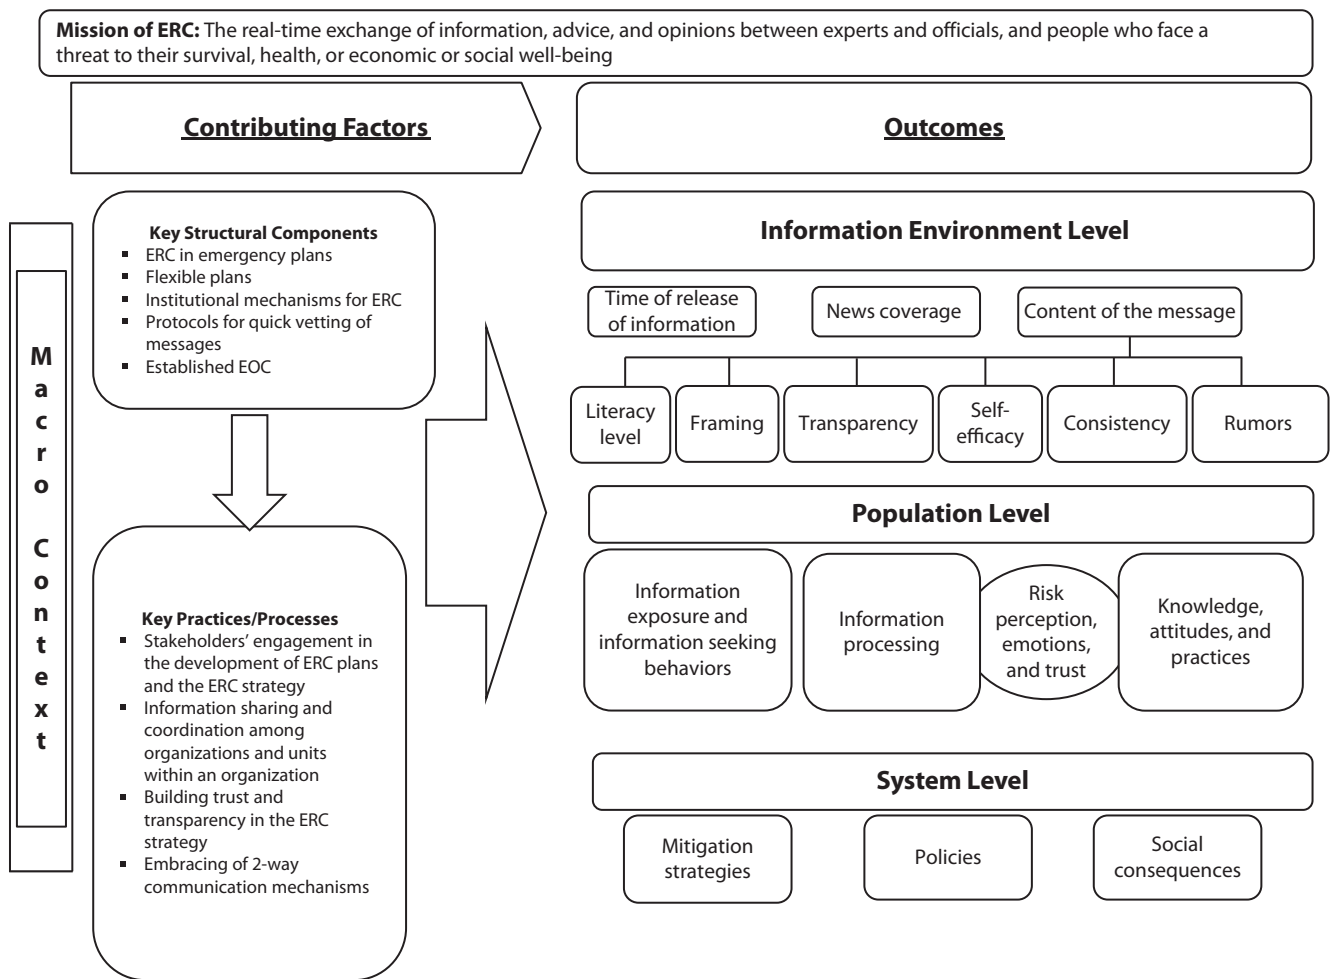 Mission of ERC: The real-time exchange of information, advice, and opinions between experts and officials, and people who face a
threat to their survival, health, or economic or social well-being
Contributing Factors
Outcomes
Macro Context
Key Structural Components
▪ ERC in emergency plans
▪ Flexible plans
▪ Institutional mechanisms for ERC
▪ Protocols for quick vetting of
messages
▪ Established EOC
Key Practices/Processes
▪ Stakeholders’ engagement in
the development of ERC plans
and the ERC strategy
▪ Information sharing and
coordination among
organizations and units
within an organization
▪ Building trust and
transparency in the ERC
strategy
▪ Embracing of 2-way
communication mechanisms
Information Environment Level
Time of release
of information
News coverage
Content of the message
Literacy
level
Framing
Transparency
Self-
efficacy
Consistency
Rumors
Population Level
Information
exposure and
information seeking
behaviors
Information
processing
Risk
perception,
emotions,
and trust
Knowledge,
attitudes, and
practices
System Level
Mitigation
strategies
Policies
Social
consequences